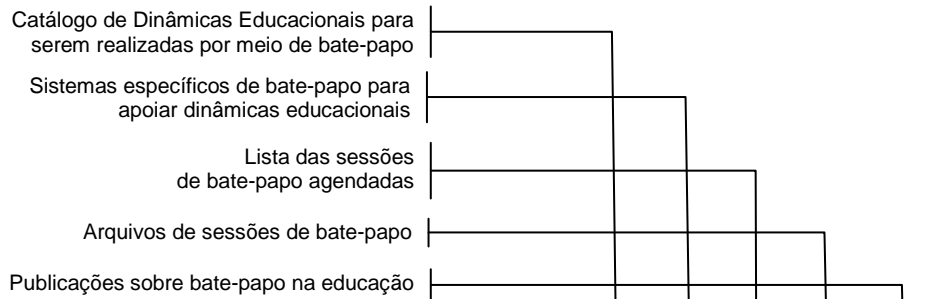 Catálogo de Dinâmicas Educacionais para
serem realizadas por meio de bate-papo
Sistemas específicos de bate-papo para
apoiar dinâmicas educacionais
Lista das sessões
de bate-papo agendadas
Arquivos de sessões de bate-papo
Publicações sobre bate-papo na educação